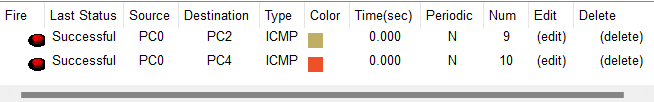 Fire Last Status Source Destination Type Color Time(sec) Periodic Num Edit Delete
Successful PC0 PC2 ICMP 0.000 N 9 (edit) (delete)
Successful PC0 PC4 ICMP 0.000 N 10 (edit) (delete)